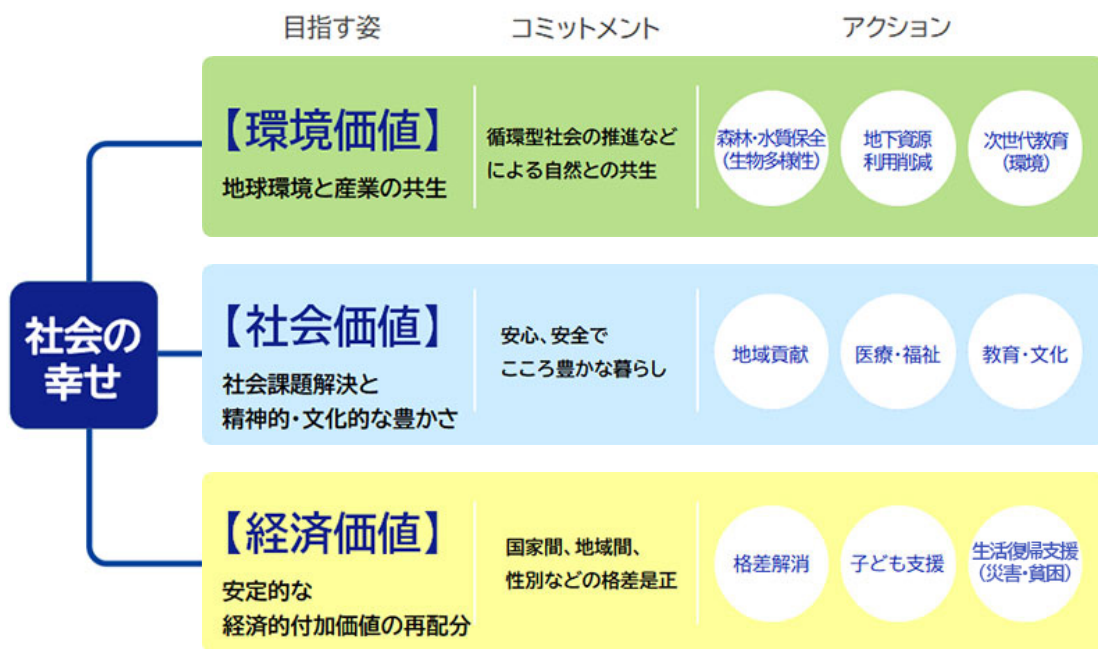 目指す姿
コミットメント
アクション
社会の
幸せ
【環境価値】
地球環境と産業の共生
循環型社会の推進など
による自然との共生
森林・水質保全
(生物多様性)
地下資源
利用削減
次世代教育
(環境)
【社会価値】
社会課題解決と
精神的・文化的な豊かさ
安心、安全で
こころ豊かな暮らし
地域貢献
医療・福祉
教育・文化
【経済価値】
安定的な
経済的付加価値の再配分
国家間、地域間、
性別などの格差是正
格差解消
子ども支援
生活復帰支援
(災害・貧困)